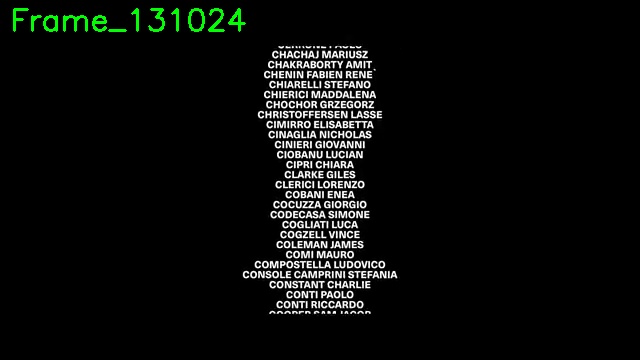 Frame_131024
CHACHAJ MARIUSZ
CHAKRABORTY AMIT
CHENIN FABIEN RENE
CHIARELLI STEFANO
CHIERICI MADDALENA
CHOCHOR GRZEGORZ
CHRISTOFFERSEN LASSE
CIMIRRO ELISABETTA
CINAGLIA NICHOLAS
CINIERI GIOVANNI
CIOBANU LUCIAN
CIPRI CHIARA
CLARKE GILES
CLERICI LORENZO
COBANI ENEA
COCUZZA GIORGIO
CODECASA SIMONE
COGLIATI LUCA
COGZELL VINCE
COLEMAN JAMES
COMI MAURO
COMPOSTELLA LUDOVICO
CONSOLE CAMPRINI STEFANIA
CONSTANT CHARLIE
CONTI PAOLO
CONTI RICCARDO